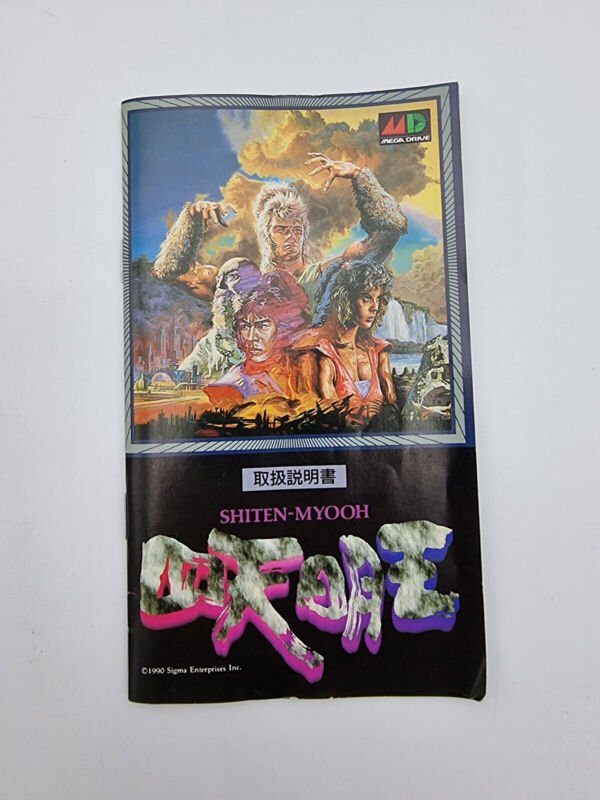 MD
MEGA DRIVE
取扱説明書
SHITEN-MYOOH
四天明王
©1990 Sigma Enterprises Inc.